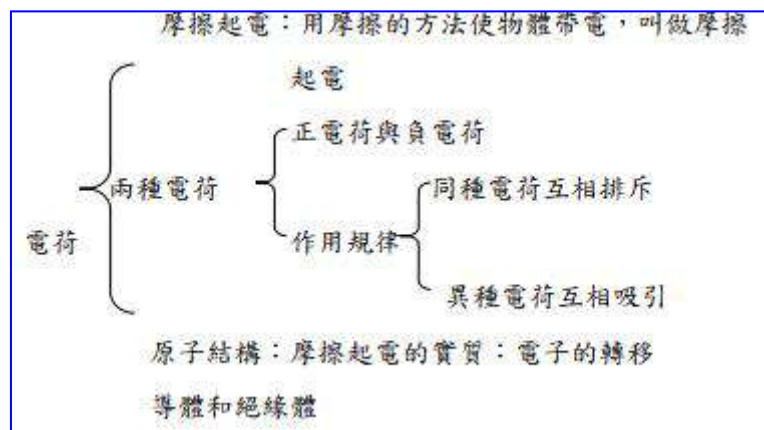 摩擦起電：用摩擦的方法使物體帶電，叫做摩擦
起電
正電荷與負電荷
兩種電荷
同種電荷互相排斥
電荷
作用規律
異種電荷互相吸引
原子結構：摩擦起電的實質：電子的轉移
導體和絕緣體